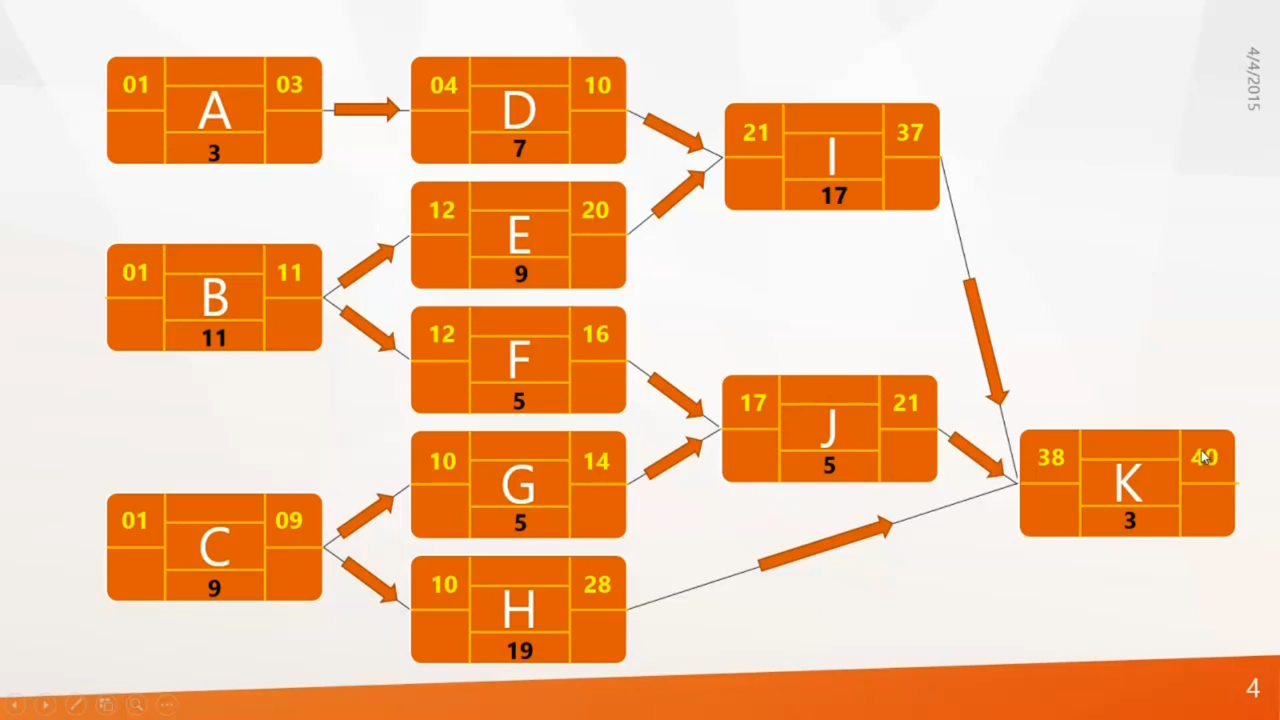 4/4/2015
01 A 03
3
04 D 10
7
21 I 37
17
12 E 20
9
01 B 11
11
12 F 16
5
17 J 21
5
10 G 14
5
38 K 40
3
01 C 09
9
10 H 28
19
4